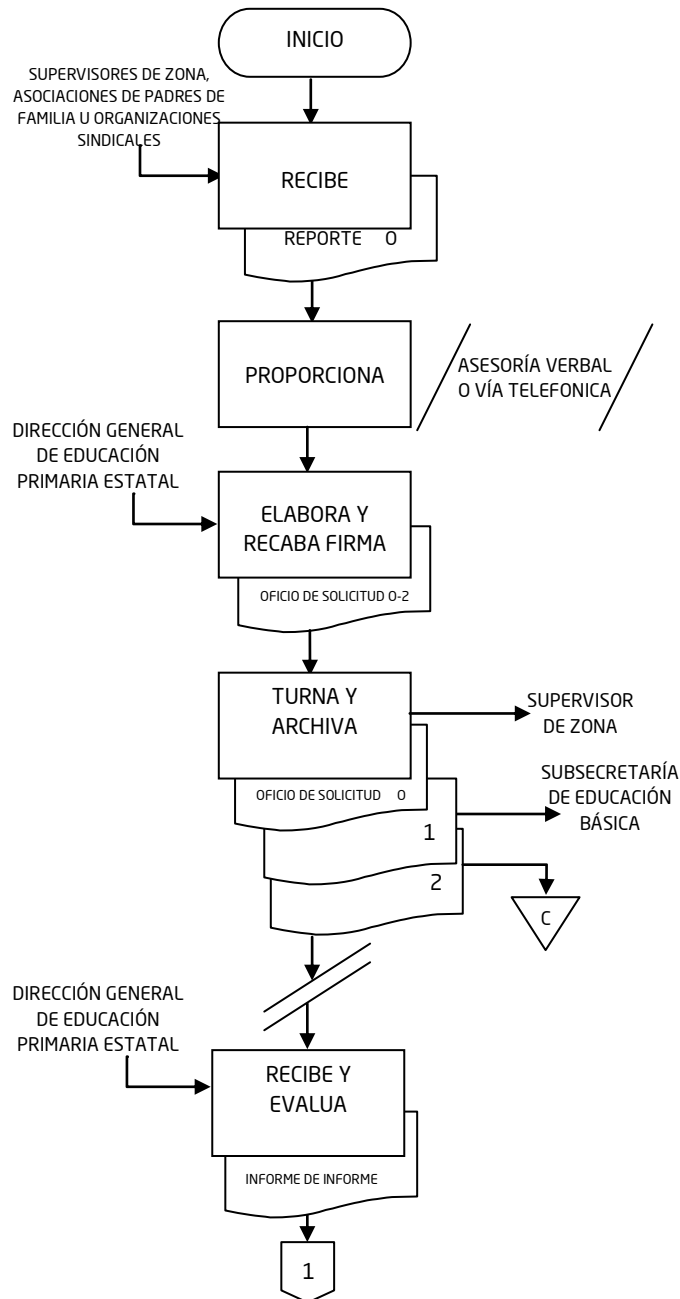 INICIO
SUPERVISORES DE ZONA,
ASOCIACIONES DE PADRES DE
FAMILIA U ORGANIZACIONES
SINDICALES
RECIBE
REPORTE 0
PROPORCIONA
ASESORÍA VERBAL
O VÍA TELEFONICA
DIRECCIÓN GENERAL
DE EDUCACIÓN
PRIMARIA ESTATAL
ELABORA Y
RECABA FIRMA
OFICIO DE SOLICITUD 0-2
TURNA Y
ARCHIVA
SUPERVISOR
DE ZONA
OFICIO DE SOLICITUD 0
SUBSECRETARÍA
DE EDUCACIÓN
BÁSICA
1
2
C
DIRECCIÓN GENERAL
DE EDUCACIÓN
PRIMARIA ESTATAL
RECIBE Y
EVALUA
INFORME DE INFORME
1